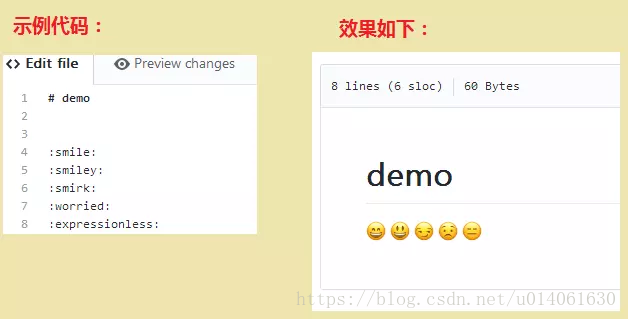 示例代码：
效果如下：
<> Edit file
Preview changes
1 # demo
2
3
4 :smile:
5 :smiley:
6 :smirk:
7 :worried:
8 :expressionless:
8 lines (6 sloc) 60 Bytes
demo
😄 😃 😏 😟 😑
https://blog.csdn.net/u014061630